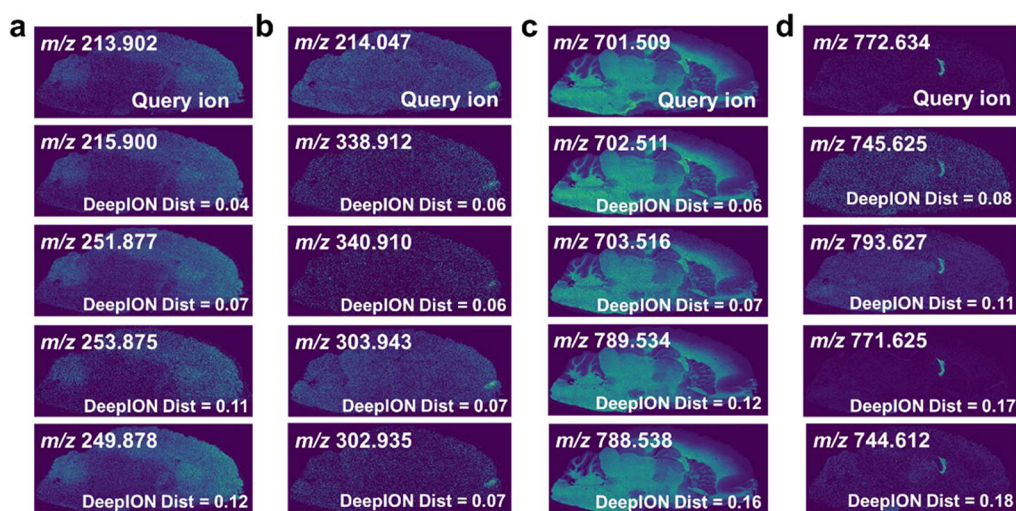 a
m/z 213.902
Query ion
m/z 215.900
DeepION Dist = 0.04
m/z 251.877
DeepION Dist = 0.07
m/z 253.875
DeepION Dist = 0.11
m/z 249.878
DeepION Dist = 0.12
b
m/z 214.047
Query ion
m/z 338.912
DeepION Dist = 0.06
m/z 340.910
DeepION Dist = 0.06
m/z 303.943
DeepION Dist = 0.07
m/z 302.935
DeepION Dist = 0.07
c
m/z 701.509
Query ion
m/z 702.511
DeepION Dist = 0.06
m/z 703.516
DeepION Dist = 0.07
m/z 789.534
DeepION Dist = 0.12
m/z 788.538
DeepION Dist = 0.16
d
m/z 772.634
Query ion
m/z 745.625
DeepION Dist = 0.08
m/z 793.627
DeepION Dist = 0.11
m/z 771.625
DeepION Dist = 0.17
m/z 744.612
DeepION Dist = 0.18